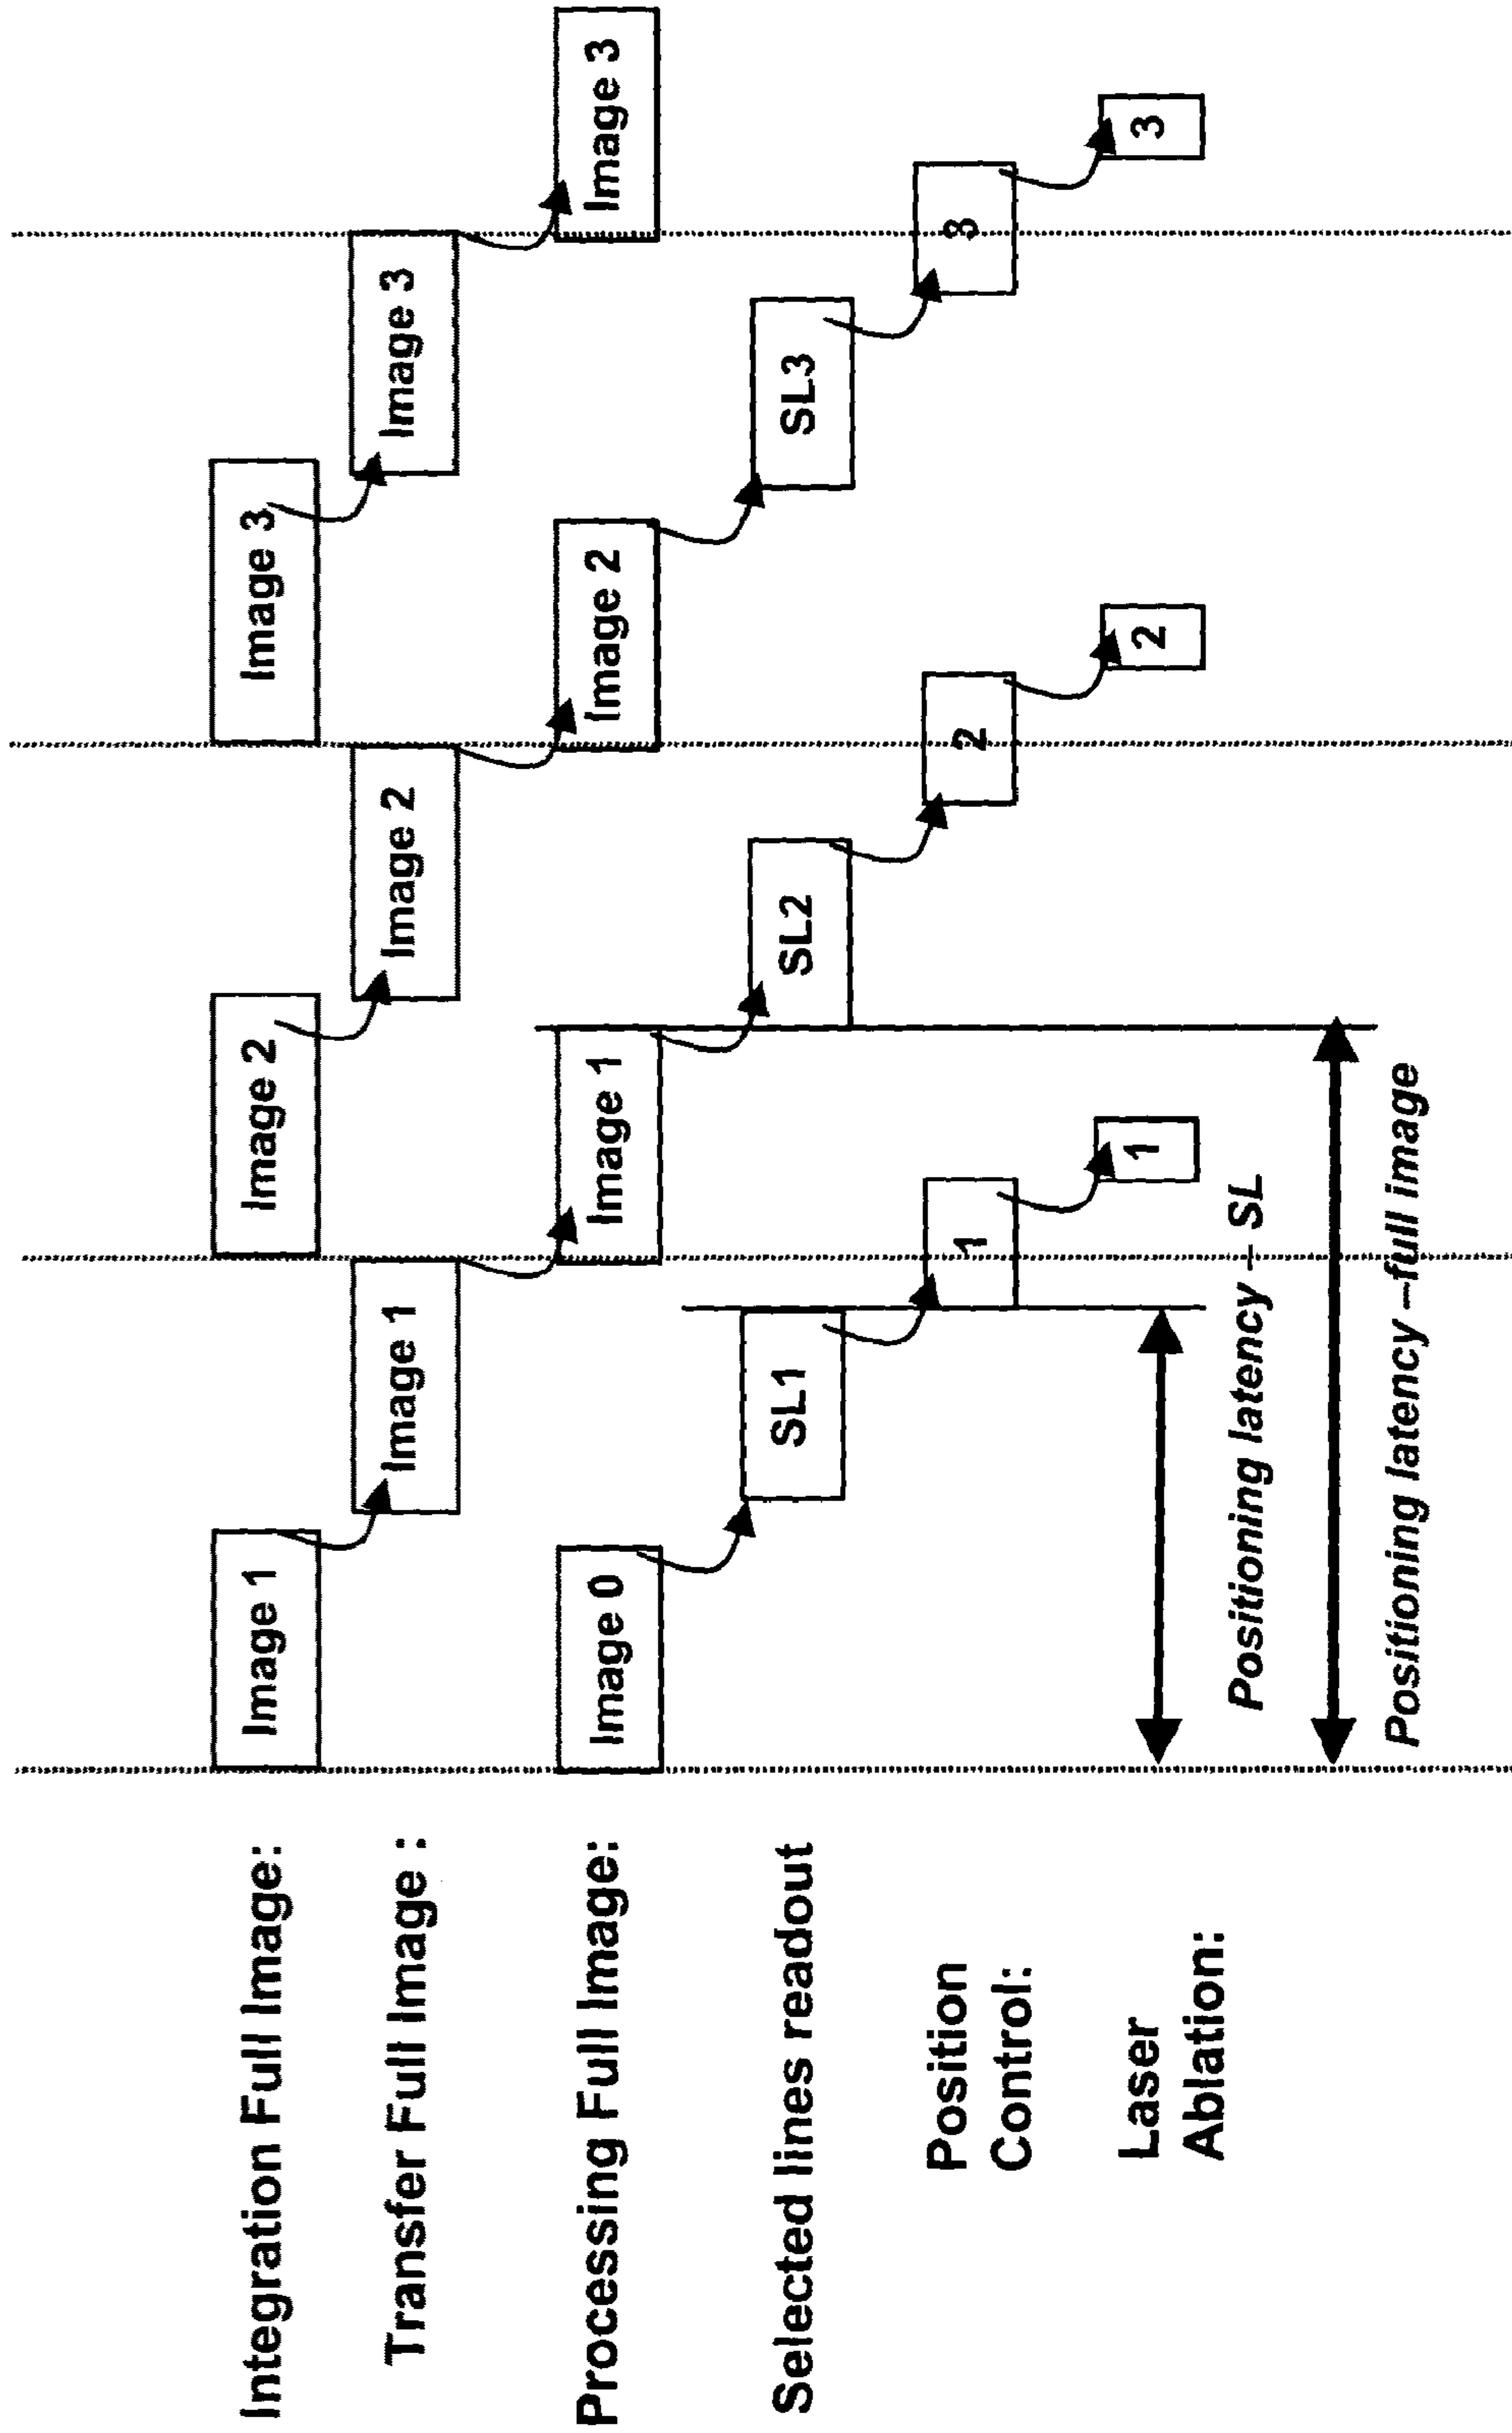 Integration Full Image:
Image 1
Image 2
Image 3
Transfer Full Image :
Image 1
Image 2
Image 3
Processing Full Image:
Image 0
Image 1
Image 2
Image 3
Selected lines readout
SL1
SL2
SL3
Position
Control:
1
2
3
Laser
Ablation:
1
2
3
Positioning latency – SL
Positioning latency –full image